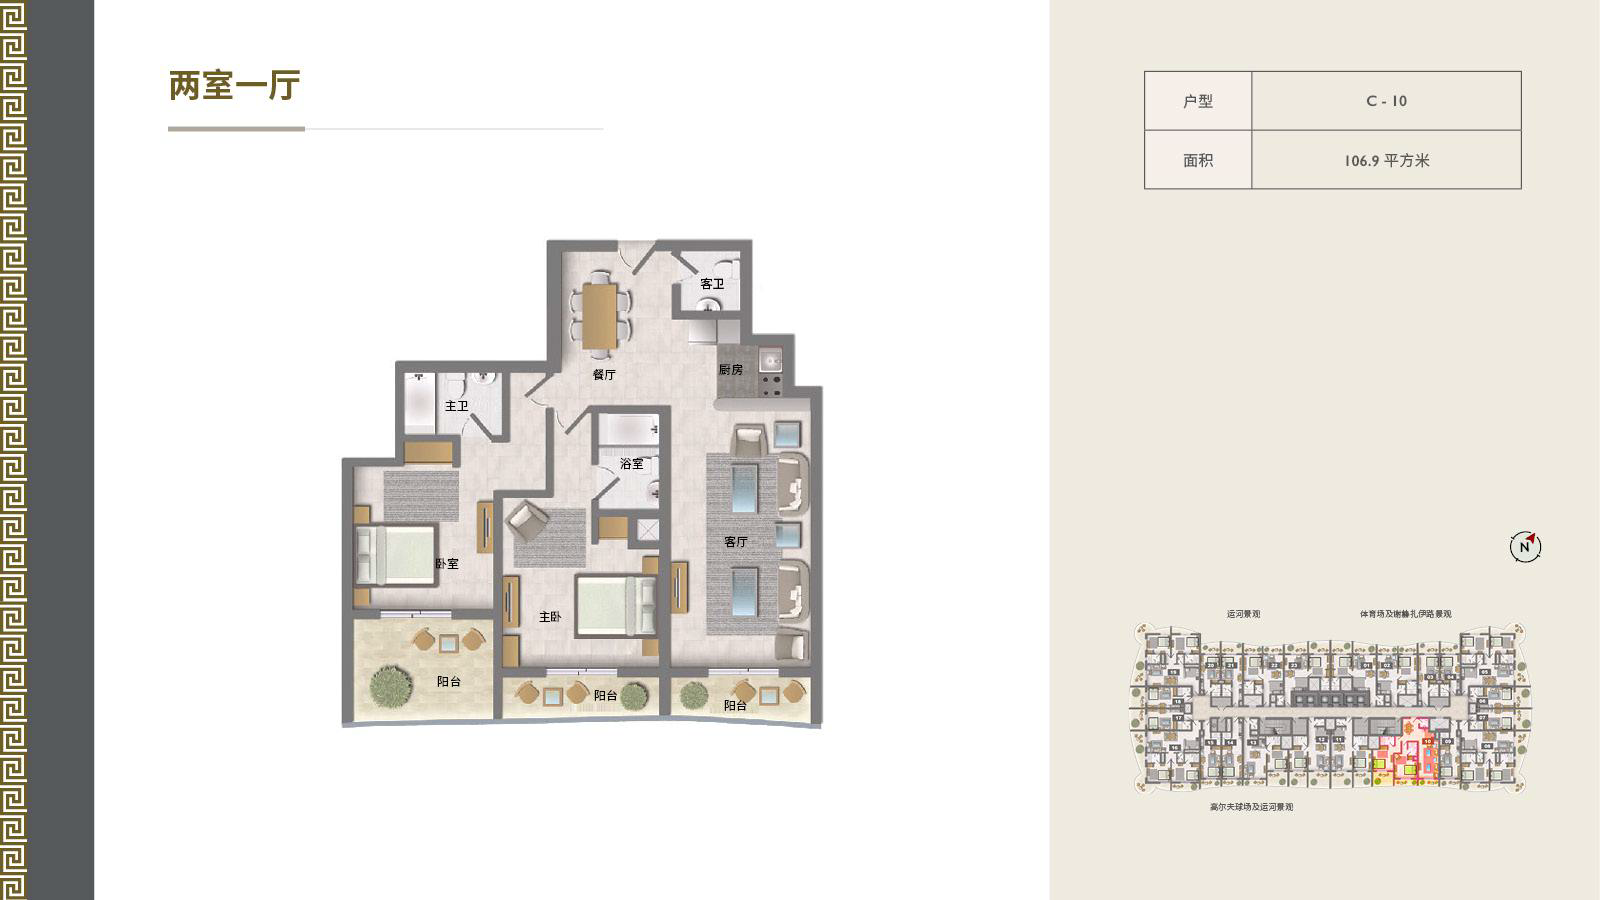 两室一厅
户型
C - 10
面积
106.9 平方米
客卫
餐厅
厨房
主卫
浴室
客厅
卧室
主卧
阳台
阳台
阳台
N
运河景观
体育场及谢赫扎伊路景观
高尔夫球场及运河景观